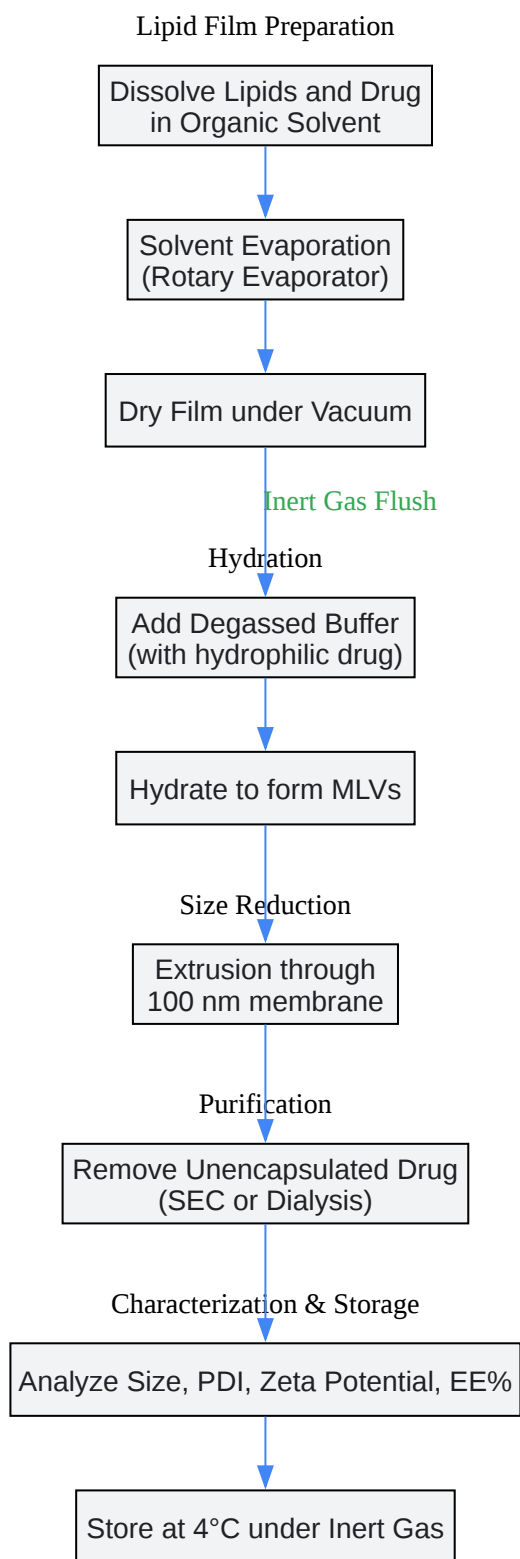 Lipid Film Preparation
Dissolve Lipids and Drug
in Organic Solvent
Solvent Evaporation
(Rotary Evaporator)
Dry Film under Vacuum
Inert Gas Flush
Hydration
Add Degassed Buffer
(with hydrophilic drug)
Hydrate to form MLVs
Size Reduction
Extrusion through
100 nm membrane
Purification
Remove Unencapsulated Drug
(SEC or Dialysis)
Characterization & Storage
Analyze Size, PDI, Zeta Potential, EE%
Store at 4°C under Inert Gas